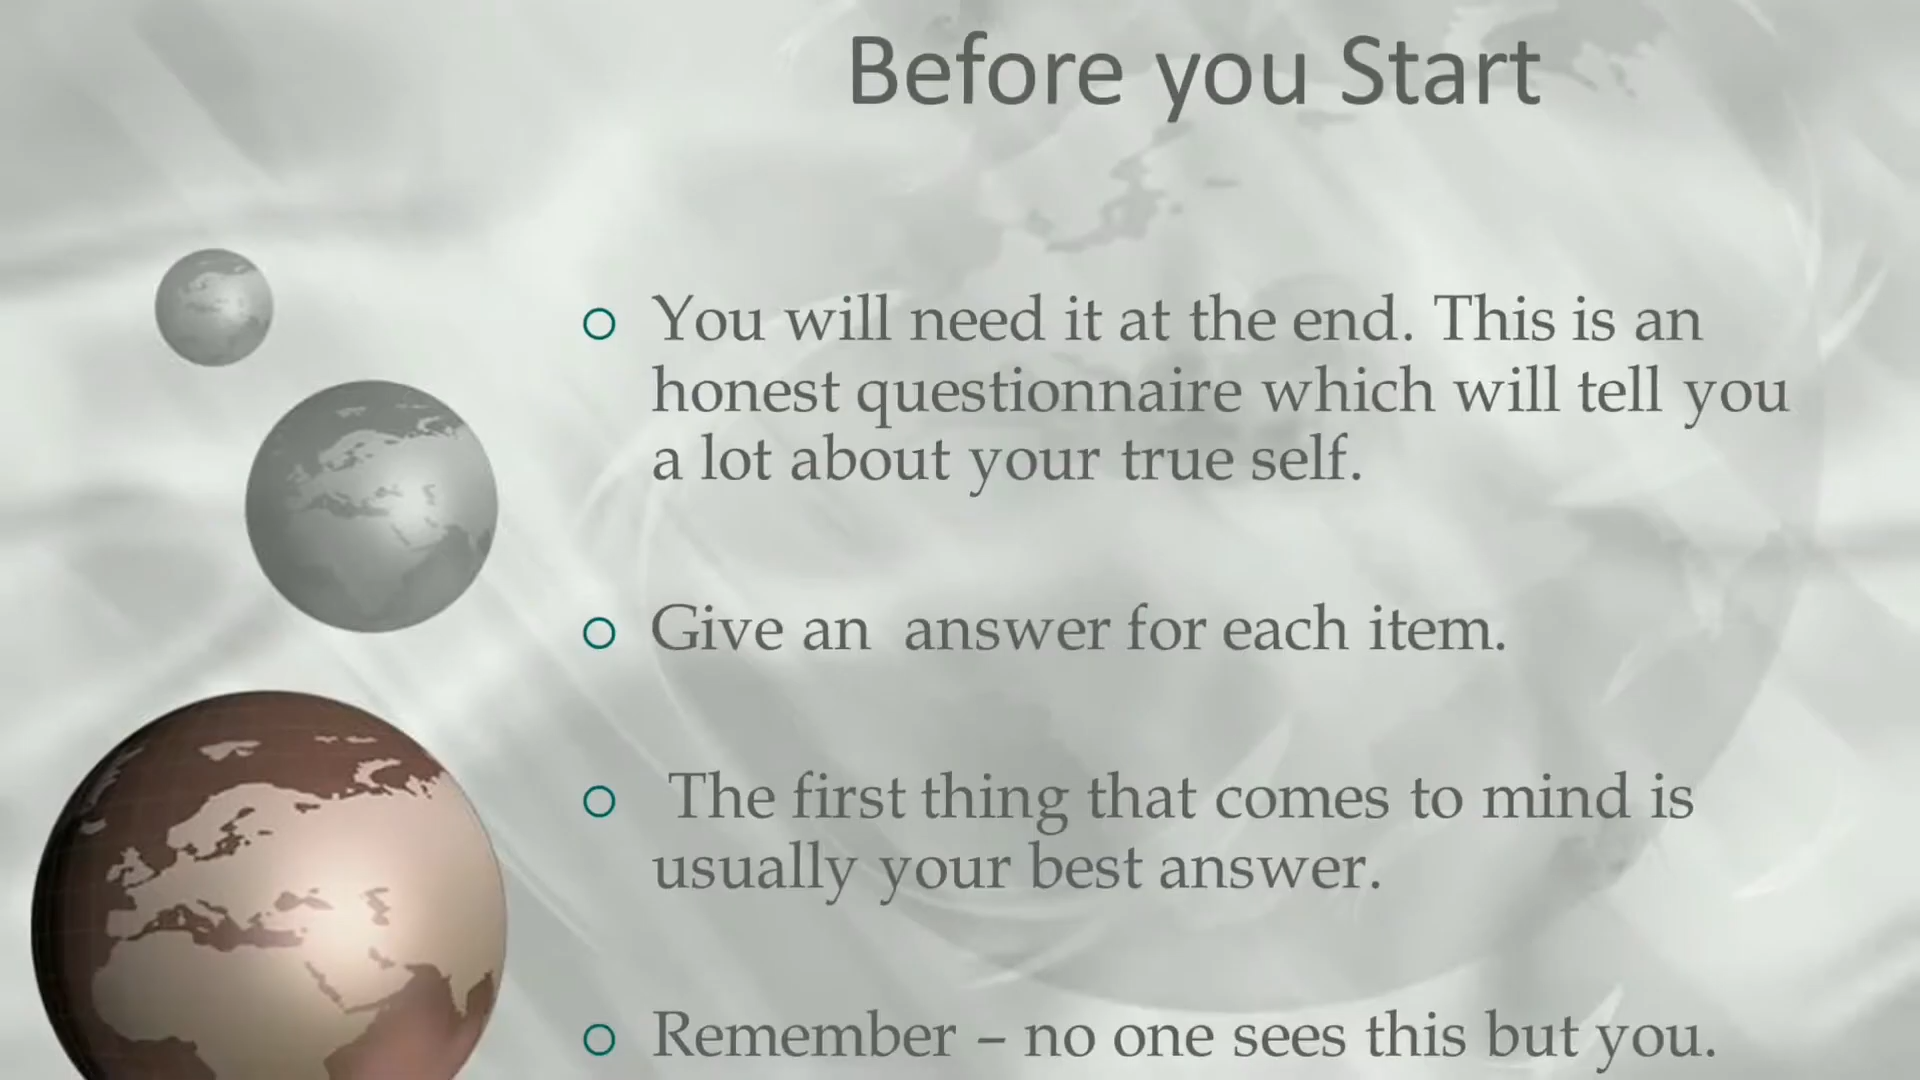 Before you Start
You will need it at the end. This is an
honest questionnaire which will tell you
a lot about your true self.
Give an  answer for each item.
The first thing that comes to mind is
usually your best answer.
Remember – no one sees this but you.